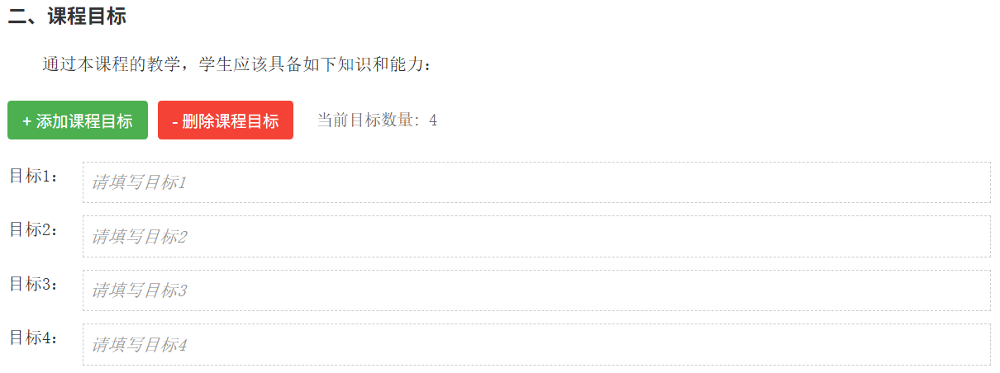 二、课程目标
通过本课程的教学，学生应该具备如下知识和能力：
+ 添加课程目标 - 删除课程目标 当前目标数量: 4
目标1： 请填写目标1
目标2： 请填写目标2
目标3： 请填写目标3
目标4： 请填写目标4